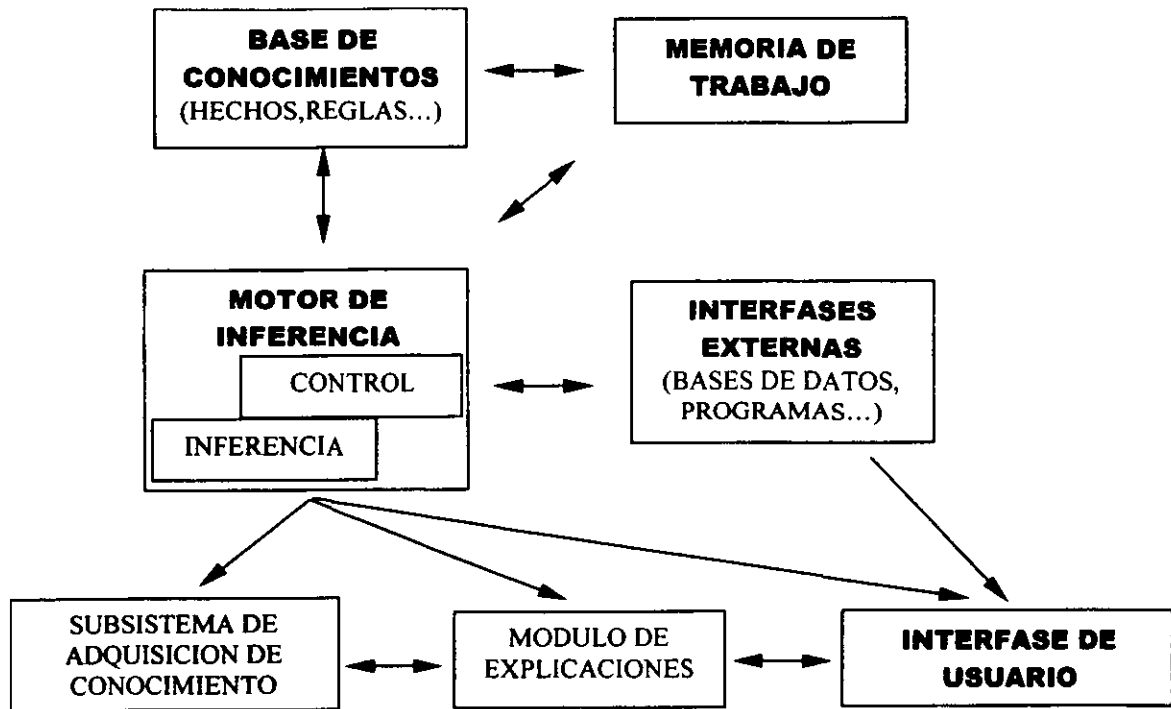 BASE DE
CONOCIMIENTOS
(HECHOS,REGLAS...)
MEMORIA DE
TRABAJO
MOTOR DE
INFERENCIA
CONTROL
INFERENCIA
INTERFASES
EXTERNAS
(BASES DE DATOS,
PROGRAMAS...)
SUBSISTEMA DE
ADQUISICION DE
CONOCIMIENTO
MODULO DE
EXPLICACIONES
INTERFASE DE
USUARIO